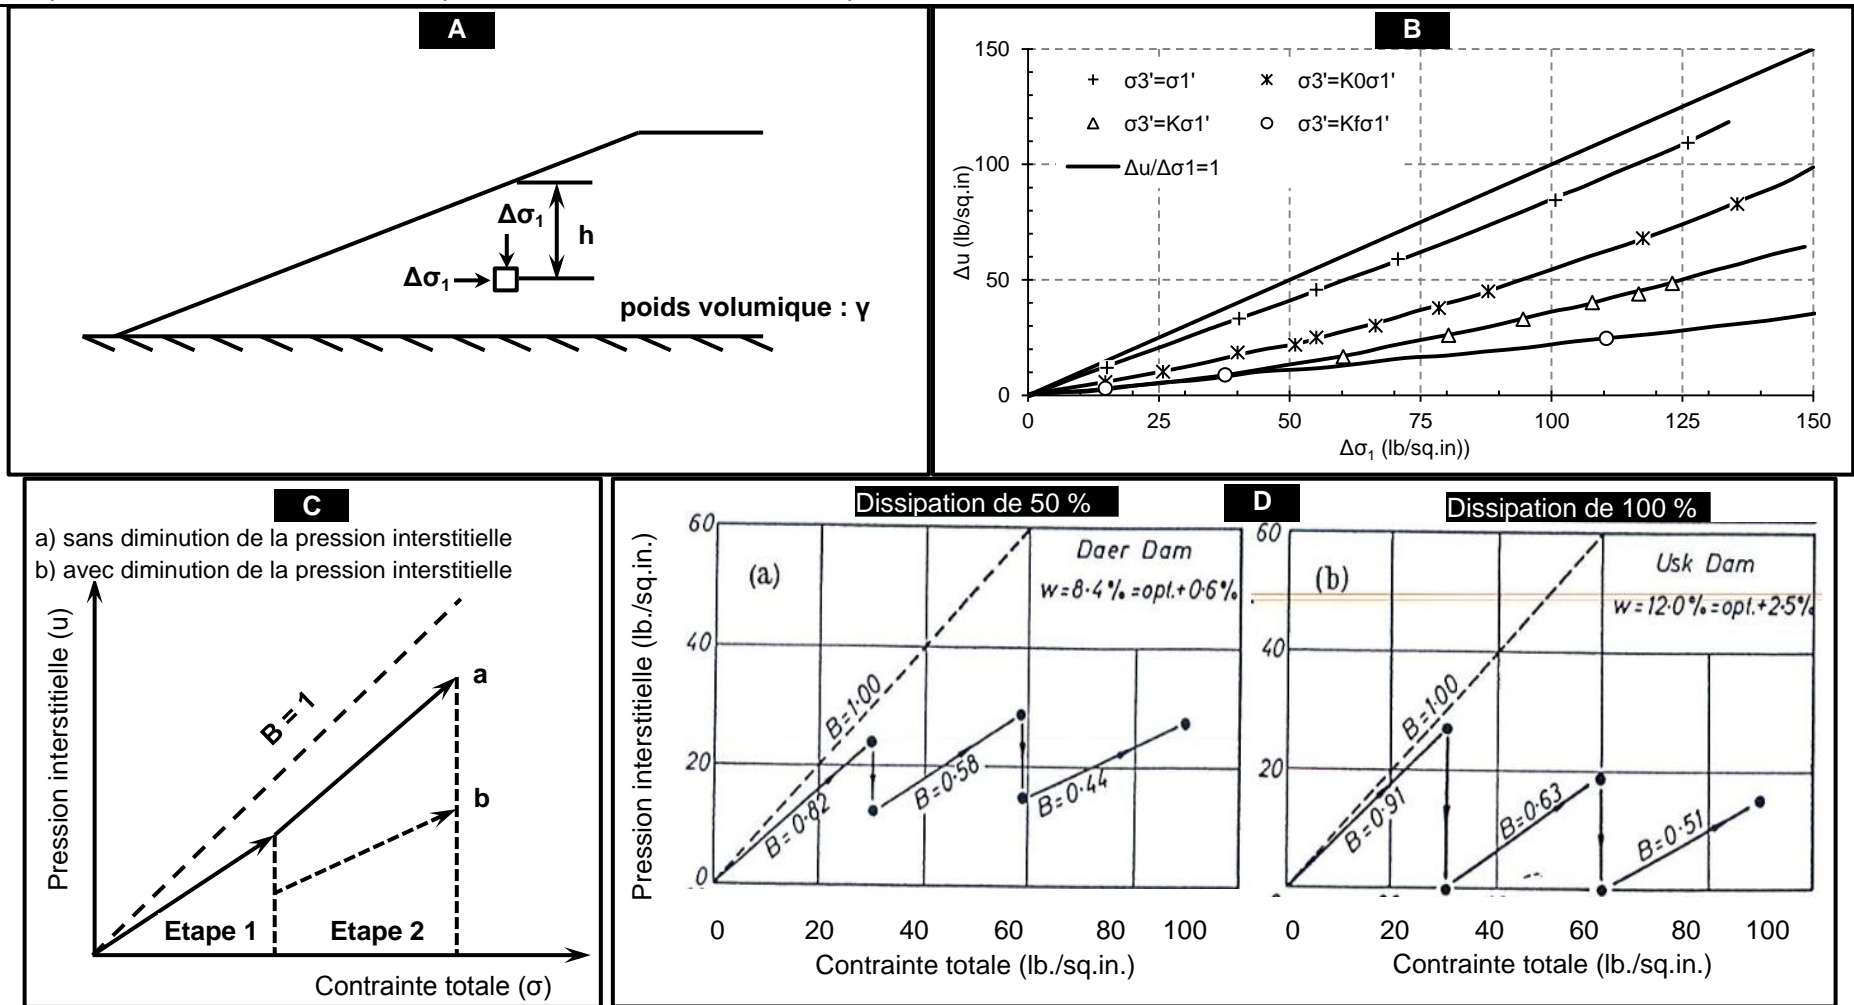 A
Δσ1
h
Δσ1
poids volumique : γ
B
150
100
50
0
Δu (lb/sq.in)
σ3'=σ1'
σ3'=K0σ1'
σ3'=Kσ1'
σ3'=Kfσ1'
Δu/Δσ1=1
0 25 50 75 100 125 150
Δσ1 (lb/sq.in))
C
a) sans diminution de la pression interstitielle
b) avec diminution de la pression interstitielle
Pression interstitielle (u)
B = 1
a
b
Etape 1
Etape 2
Contrainte totale (σ)
D
Dissipation de 50 %
Pression interstitielle (lb./sq.in.)
60
40
20
0
(a)
Daer Dam
w=8·4%=opt.+0·6%
B=1·00
B=0·82
B=0·58
B=0·44
0 20 40 60 80 100
Contrainte totale (lb./sq.in.)
Dissipation de 100 %
60
40
20
(b)
Usk Dam
w=12·0%=opt.+2·5%
B=1·00
B=0·91
B=0·63
B=0·51
0 20 40 60 80 100
Contrainte totale (lb./sq.in.)